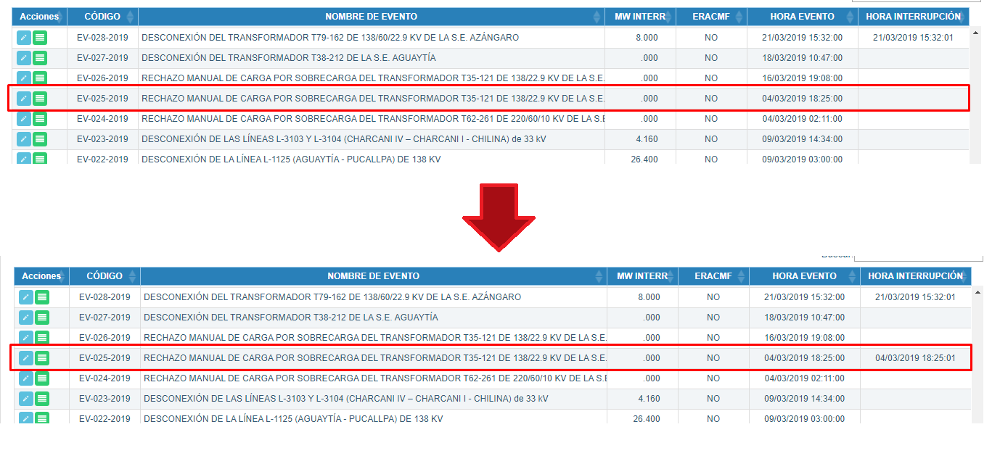 Acciones CÓDIGO NOMBRE DE EVENTO MW INTERR ERACMF HORA EVENTO HORA INTERRUPCIÓN
EV-028-2019 DESCONEXIÓN DEL TRANSFORMADOR T79-162 DE 138/60/22.9 KV DE LA S.E. AZÁNGARO 8.000 NO 21/03/2019 15:32:00 21/03/2019 15:32:01
EV-027-2019 DESCONEXIÓN DEL TRANSFORMADOR T38-212 DE LA S.E. AGUAYTÍA .000 NO 18/03/2019 10:47:00
EV-026-2019 RECHAZO MANUAL DE CARGA POR SOBRECARGA DEL TRANSFORMADOR T35-121 DE 138/22.9 KV DE LA S.E. .000 NO 16/03/2019 19:08:00
EV-025-2019 RECHAZO MANUAL DE CARGA POR SOBRECARGA DEL TRANSFORMADOR T35-121 DE 138/22.9 KV DE LA S.E. .000 NO 04/03/2019 18:25:00
EV-024-2019 RECHAZO MANUAL DE CARGA POR SOBRECARGA DEL TRANSFORMADOR T62-261 DE 220/60/10 KV DE LA S.E .000 NO 04/03/2019 02:11:00
EV-023-2019 DESCONEXIÓN DE LAS LÍNEAS L-3103 Y L-3104 (CHARCANI IV – CHARCANI I - CHILINA) de 33 kV 4.160 NO 09/03/2019 14:34:00
EV-022-2019 DESCONEXIÓN DE LA LÍNEA L-1125 (AGUAYTÍA - PUCALLPA) DE 138 KV 26.400 NO 09/03/2019 03:00:00
Acciones CÓDIGO NOMBRE DE EVENTO MW INTERR ERACMF HORA EVENTO HORA INTERRUPCIÓN
EV-028-2019 DESCONEXIÓN DEL TRANSFORMADOR T79-162 DE 138/60/22.9 KV DE LA S.E. AZÁNGARO 8.000 NO 21/03/2019 15:32:00 21/03/2019 15:32:01
EV-027-2019 DESCONEXIÓN DEL TRANSFORMADOR T38-212 DE LA S.E. AGUAYTÍA .000 NO 18/03/2019 10:47:00
EV-026-2019 RECHAZO MANUAL DE CARGA POR SOBRECARGA DEL TRANSFORMADOR T35-121 DE 138/22.9 KV DE LA S.E. .000 NO 16/03/2019 19:08:00
EV-025-2019 RECHAZO MANUAL DE CARGA POR SOBRECARGA DEL TRANSFORMADOR T35-121 DE 138/22.9 KV DE LA S.E. .000 NO 04/03/2019 18:25:00 04/03/2019 18:25:01
EV-024-2019 RECHAZO MANUAL DE CARGA POR SOBRECARGA DEL TRANSFORMADOR T62-261 DE 220/60/10 KV DE LA S.E .000 NO 04/03/2019 02:11:00
EV-023-2019 DESCONEXIÓN DE LAS LÍNEAS L-3103 Y L-3104 (CHARCANI IV – CHARCANI I - CHILINA) de 33 kV 4.160 NO 09/03/2019 14:34:00
EV-022-2019 DESCONEXIÓN DE LA LÍNEA L-1125 (AGUAYTÍA - PUCALLPA) DE 138 KV 26.400 NO 09/03/2019 03:00:00